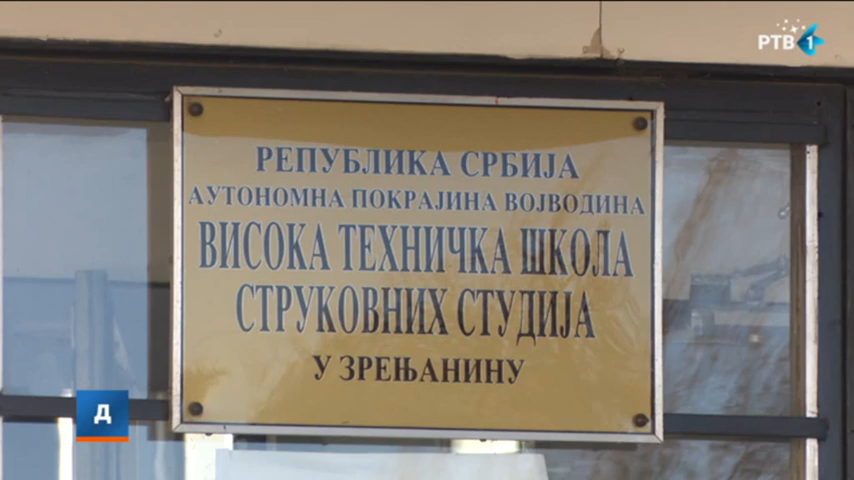 РТВ 1
РЕПУБЛИКА СРБИЈА
АУТОНОМНА ПОКРАЈИНА ВОЈВОДИНА
ВИСОКА ТЕХНИЧКА ШКОЛА
СТРУКОВНИХ СТУДИЈА
У ЗРЕЊАНИНУ
Д